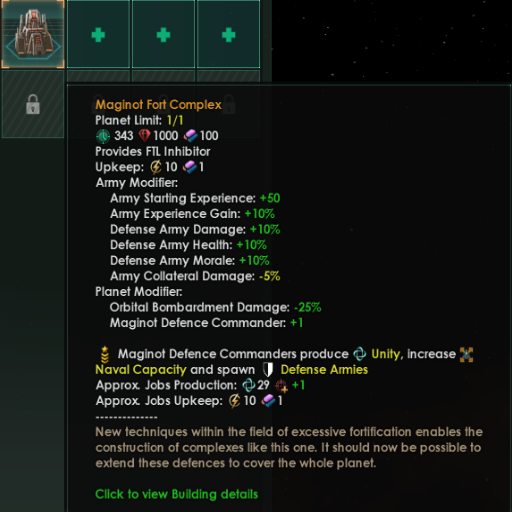 Maginot Fort Complex
Planet Limit: 1/1
343 1000 100
Provides FTL Inhibitor
Upkeep: 10 1
Army Modifier:
Army Starting Experience: +50
Army Experience Gain: +10%
Defense Army Damage: +10%
Defense Army Health: +10%
Defense Army Morale: +10%
Army Collateral Damage: -5%
Planet Modifier:
Orbital Bombardment Damage: -25%
Maginot Defence Commander: +1
Maginot Defence Commanders produce Unity, increase
Naval Capacity and spawn Defense Armies
Approx. Jobs Production: 29 +1
Approx. Jobs Upkeep: 10 1
--------------
New techniques within the field of excessive fortification enables the
construction of complexes like this one. It should now be possible to
extend these defences to cover the whole planet.
Click to view Building details